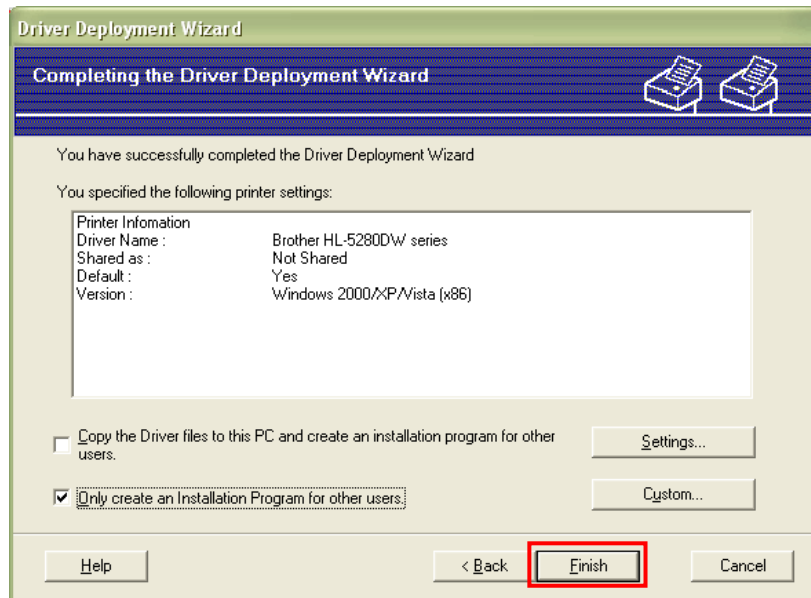 Driver Deployment Wizard
Completing the Driver Deployment Wizard
You have successfully completed the Driver Deployment Wizard
You specified the following printer settings:
Printer Infomation
Driver Name : Brother HL-5280DW series
Shared as : Not Shared
Default : Yes
Version : Windows 2000/XP/Vista (x86)
Copy the Driver files to this PC and create an installation program for other
users.
Settings...
Only create an Installation Program for other users.
Custom...
Help
< Back
Finish
Cancel